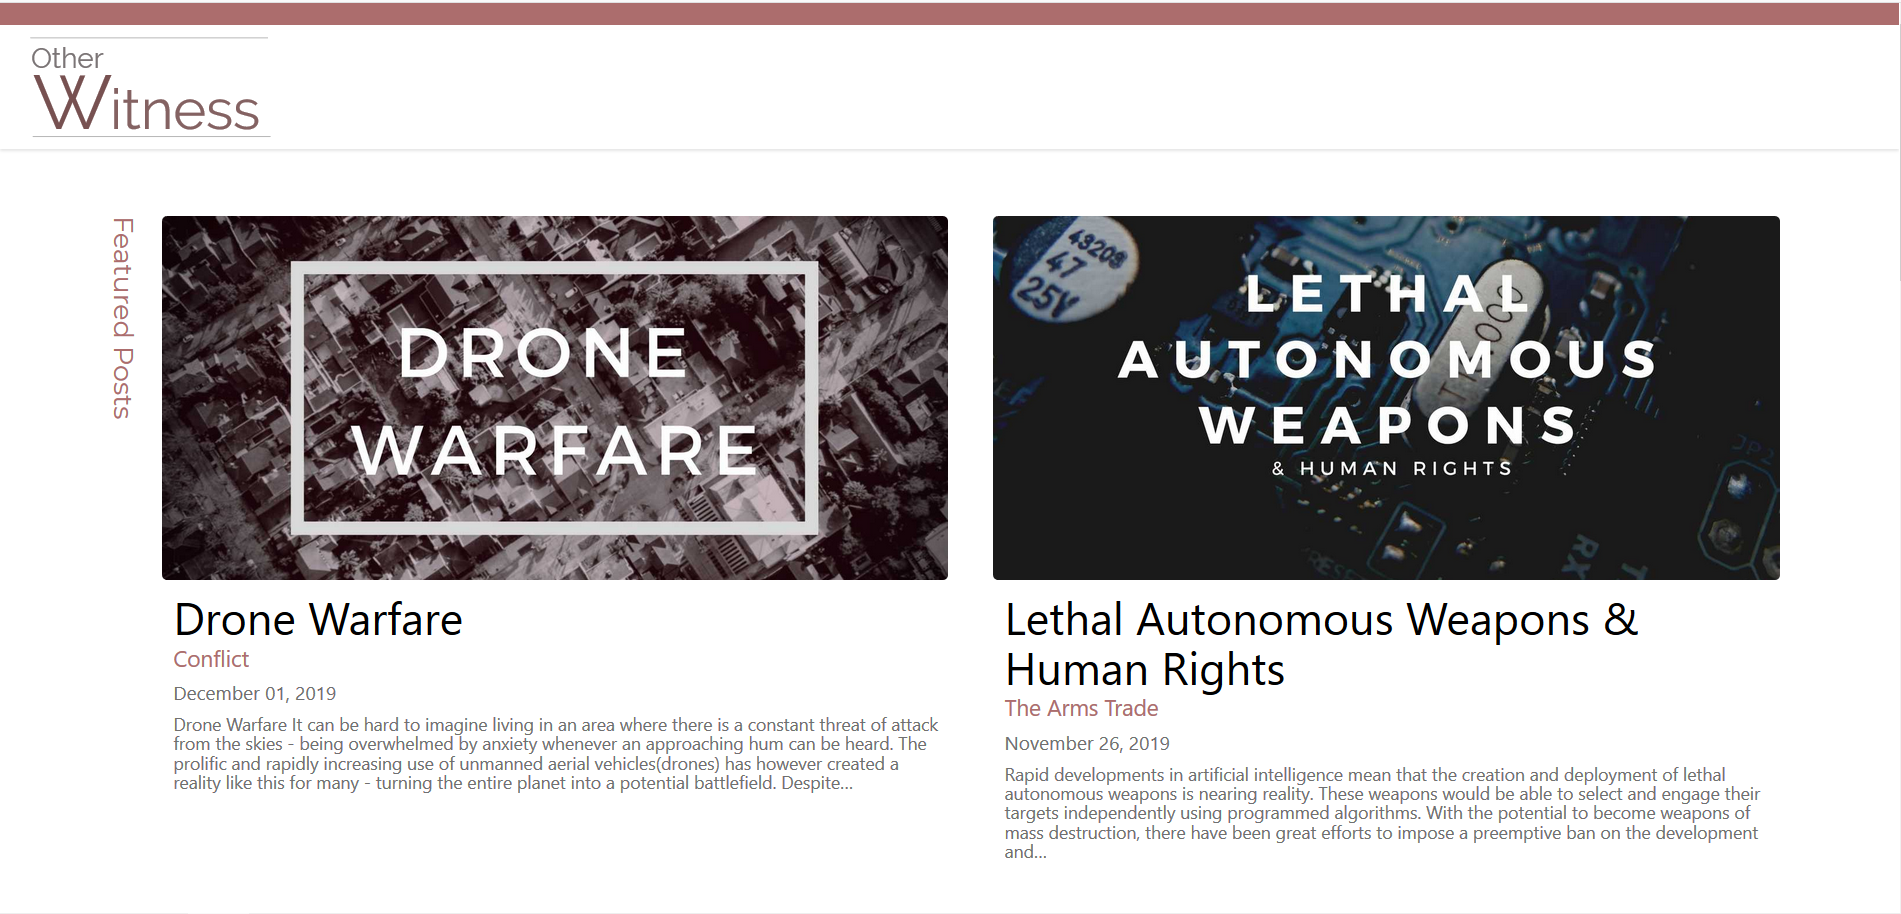 Other
Witness
Featured Posts
DRONE
WARFARE
Drone Warfare
Conflict
December 01, 2019
Drone Warfare It can be hard to imagine living in an area where there is a constant threat of attack
from the skies - being overwhelmed by anxiety whenever an approaching hum can be heard. The
prolific and rapidly increasing use of unmanned aerial vehicles(drones) has however created a
reality like this for many - turning the entire planet into a potential battlefield. Despite...
43208
47
25Y
LETHAL
AUTONOMOUS
WEAPONS
& HUMAN RIGHTS
JP2
RX
Lethal Autonomous Weapons &
Human Rights
The Arms Trade
November 26, 2019
Rapid developments in artificial intelligence mean that the creation and deployment of lethal
autonomous weapons is nearing reality. These weapons would be able to select and engage their
targets independently using programmed algorithms. With the potential to become weapons of
mass destruction, there have been great efforts to impose a preemptive ban on the development
and...